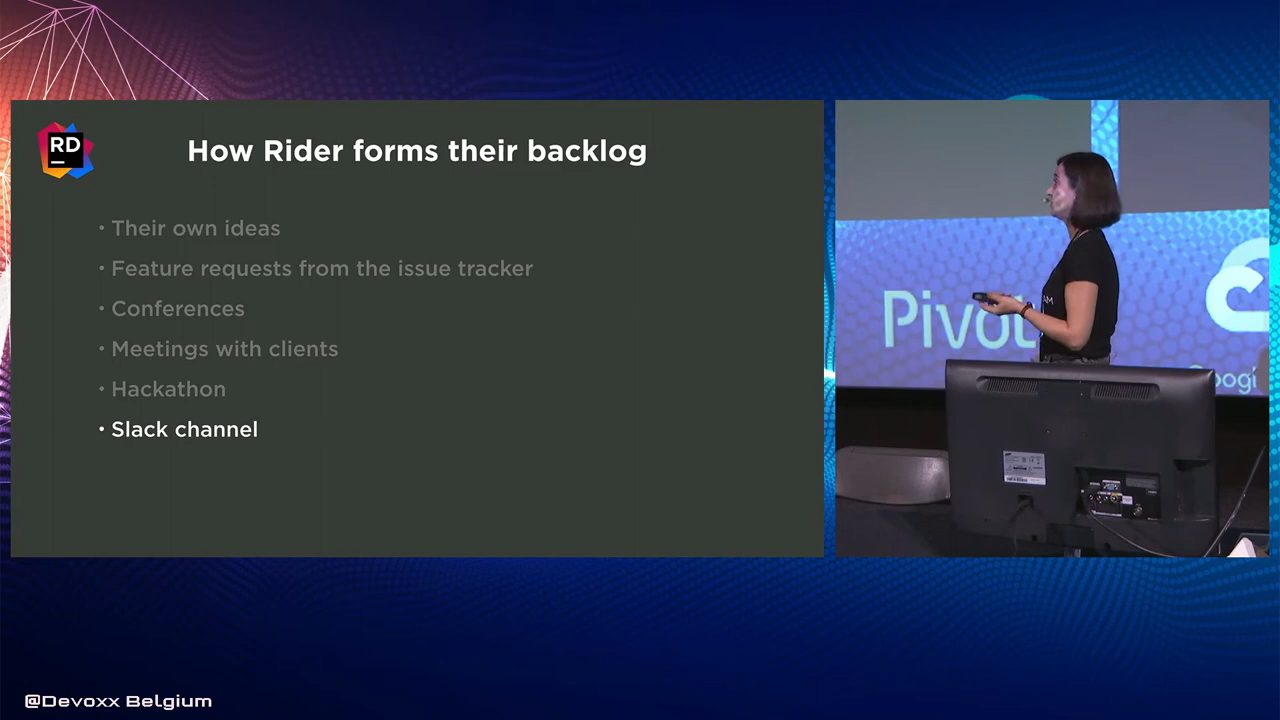 RD
How Rider forms their backlog
• Their own ideas
• Feature requests from the issue tracker
• Conferences
• Meetings with clients
• Hackathon
• Slack channel
Pivot
@Devoxx Belgium